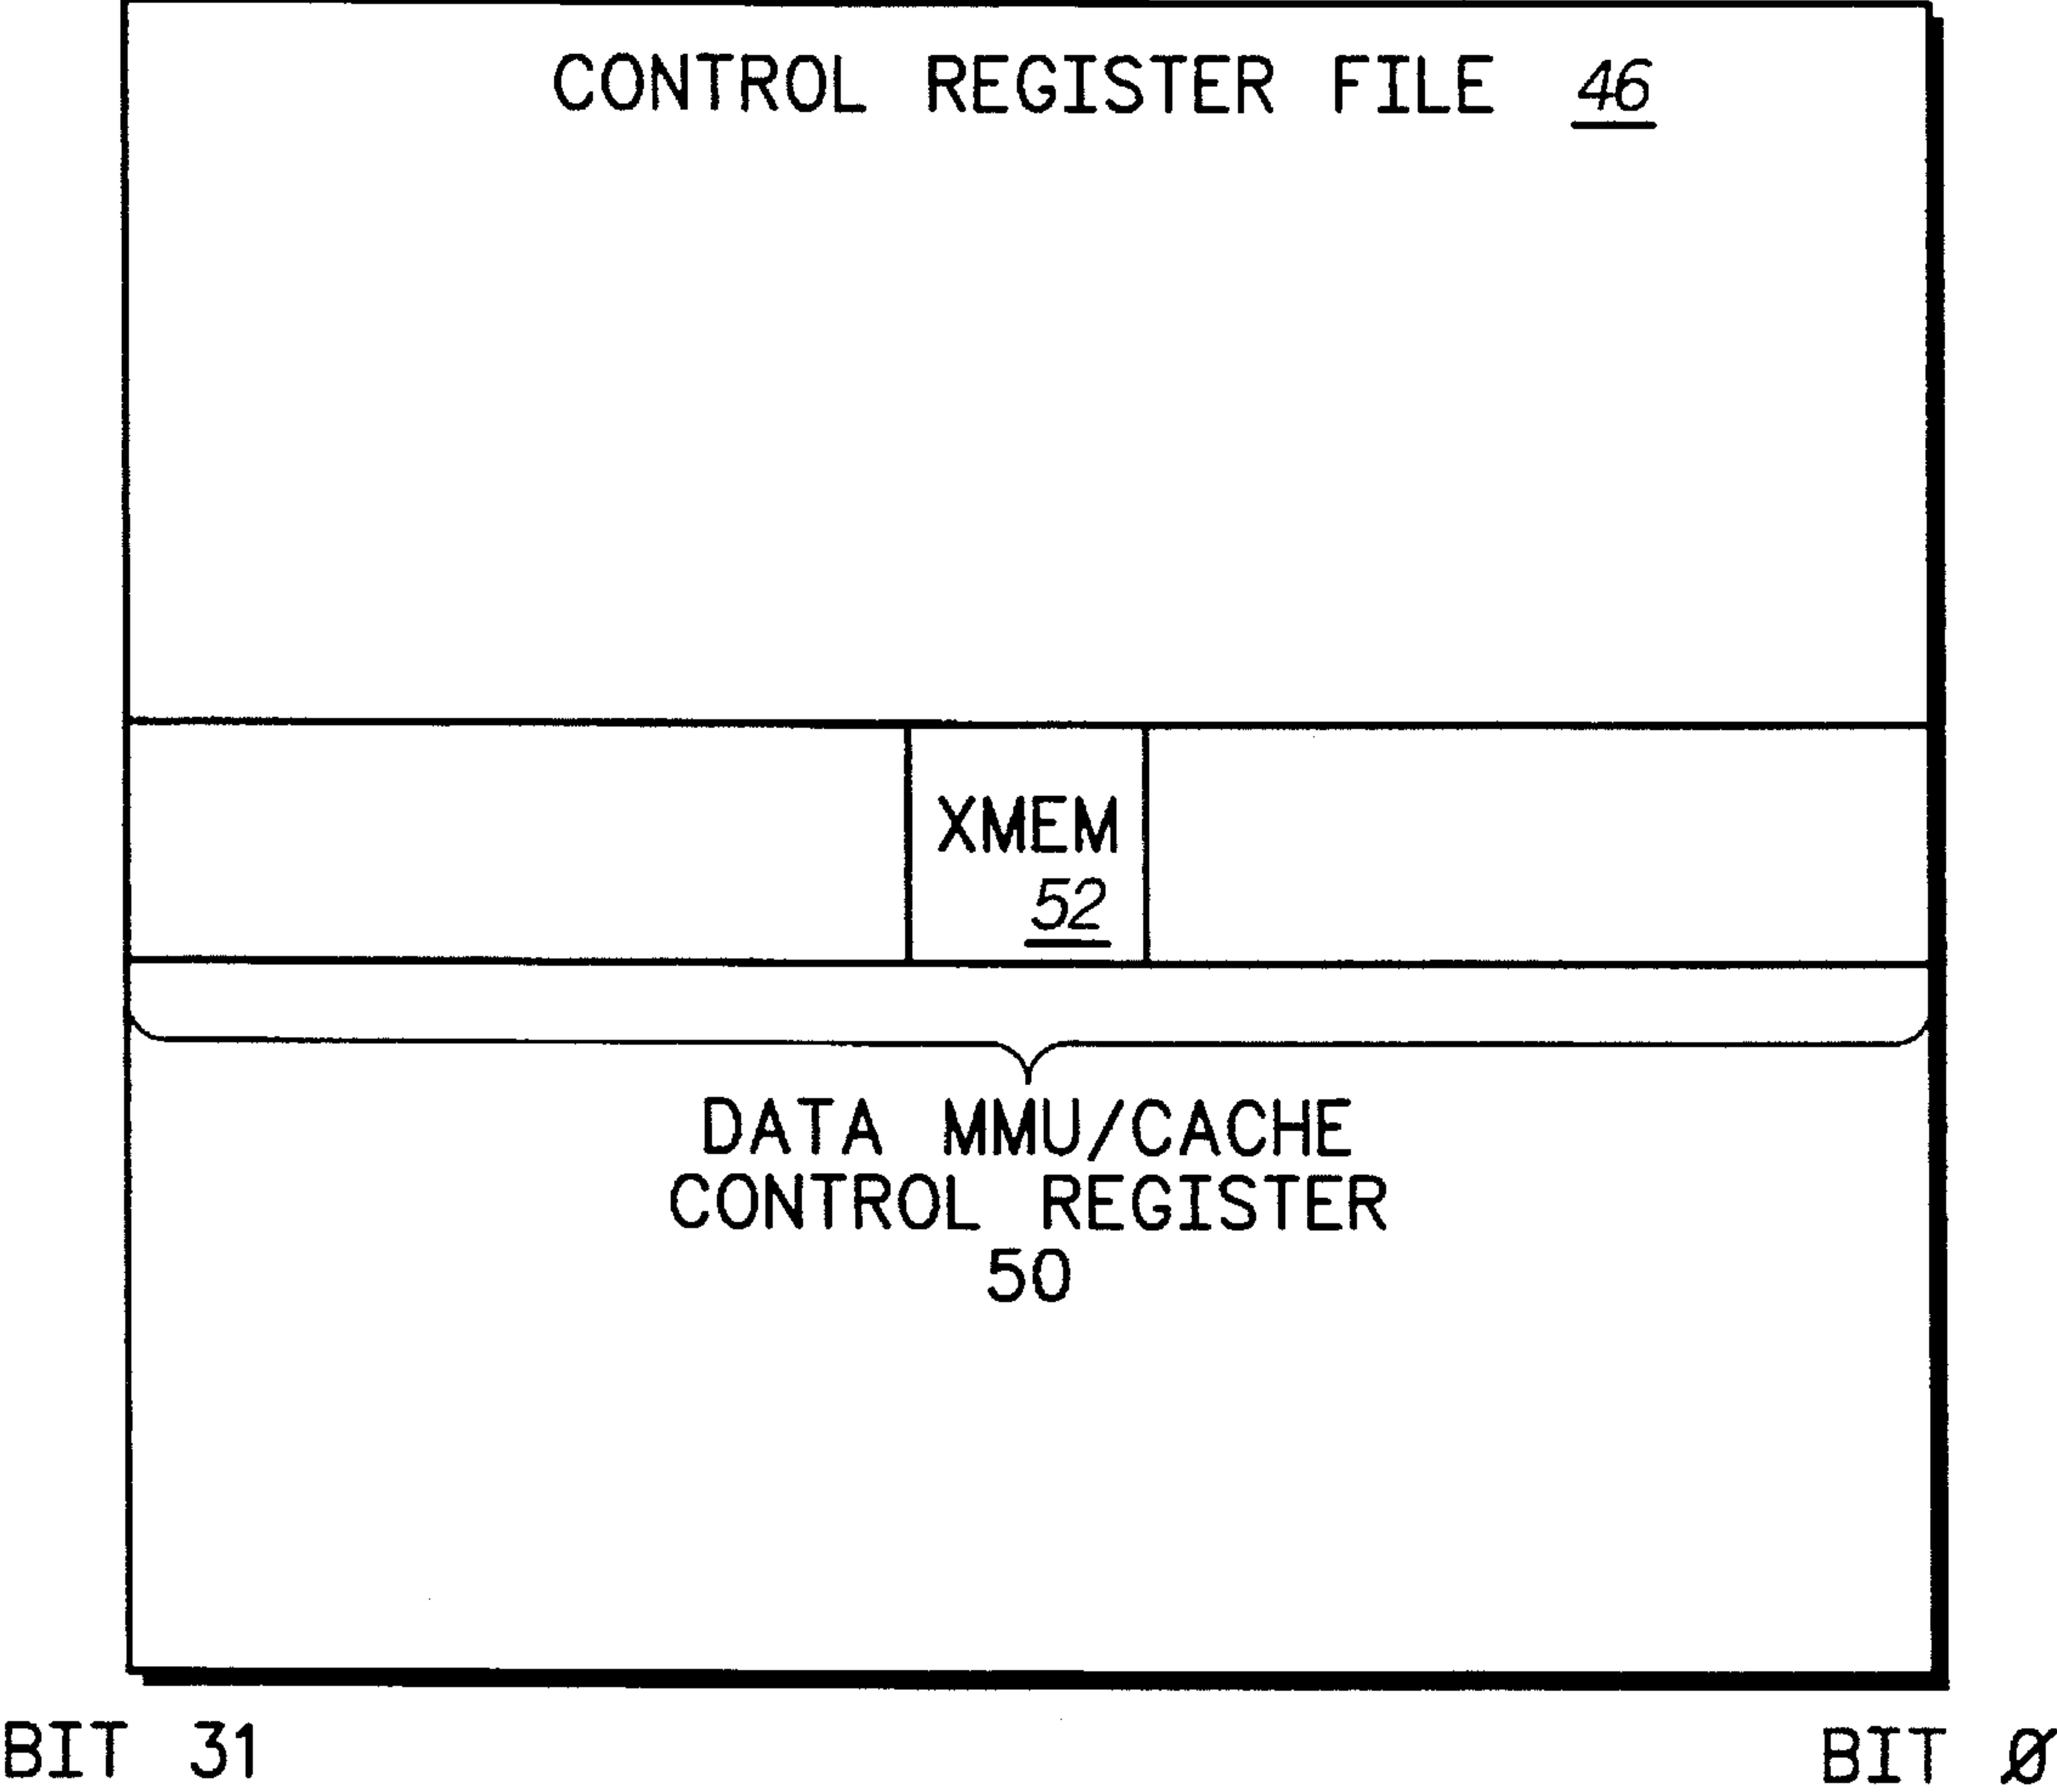 CONTROL REGISTER FILE 46
XMEM
52
DATA MMU/CACHE
CONTROL REGISTER
50
BIT 31 BIT Ø